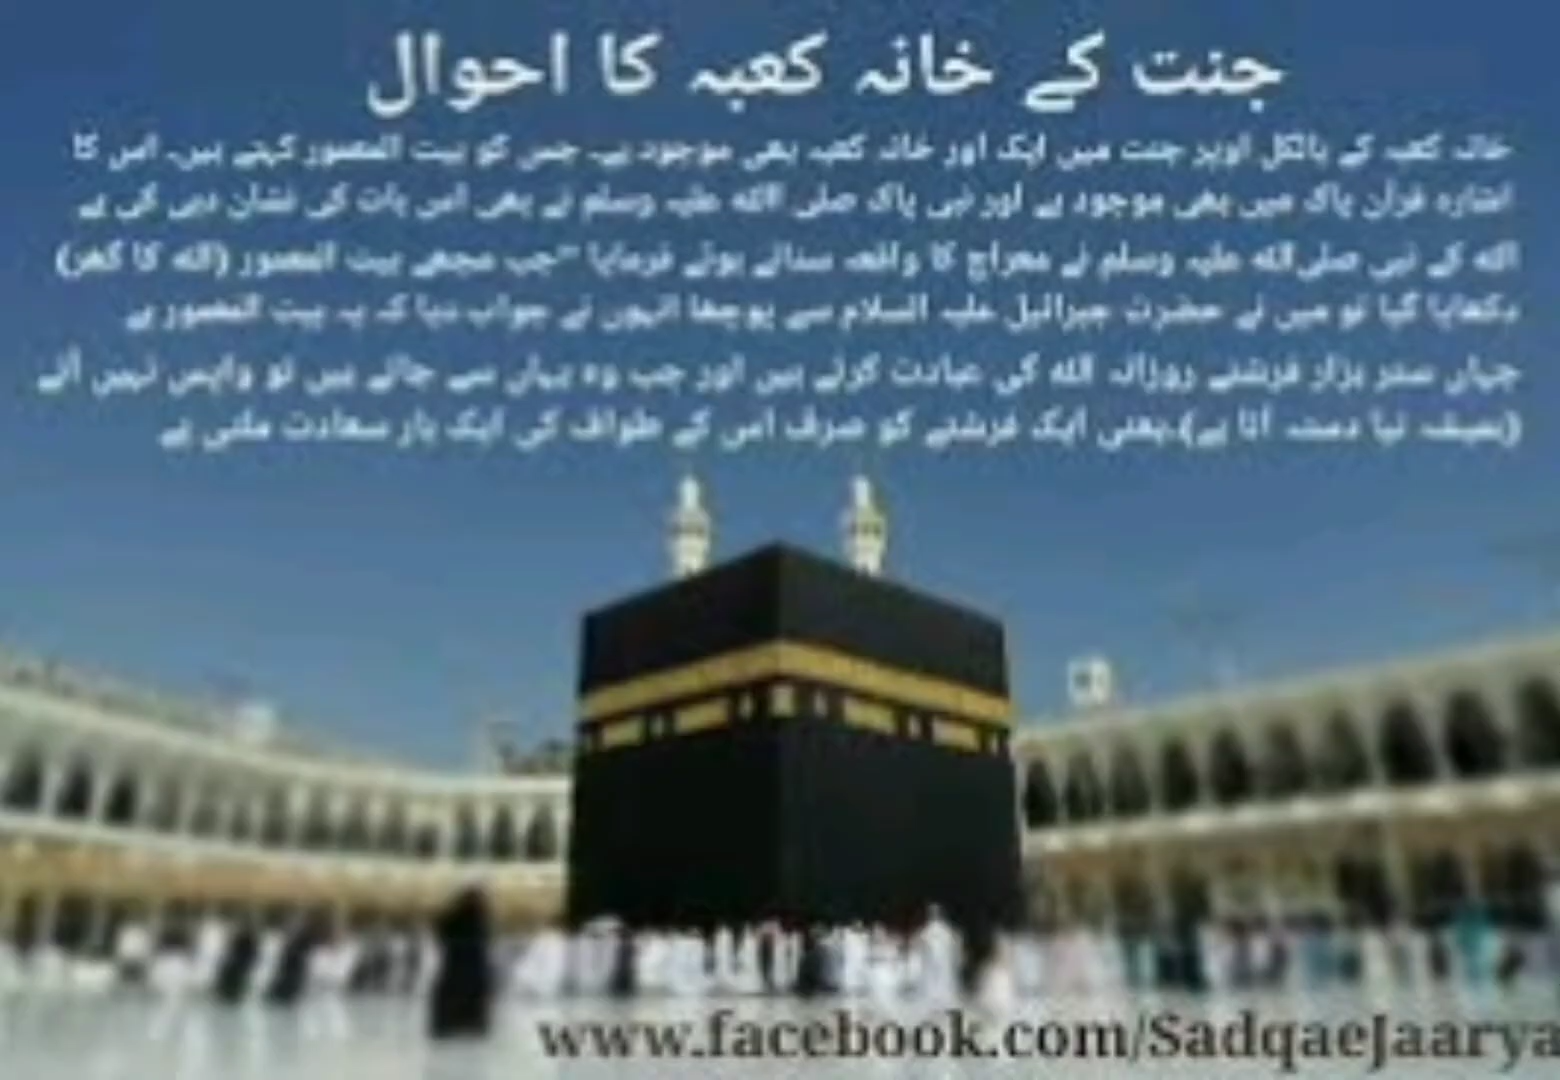 جنت کے خانہ کعبہ کا احوال
خانہ کعبہ کے بالکل اوپر جنت میں ایک اور خانہ کعبہ بھی موجود ہے۔ جس کو بیت المعمور کہتے ہیں۔ اس کا
اشارہ قرآن پاک میں بھی موجود ہے اور نبی پاک صلی اللہ علیہ وسلم نے بھی اس بات کی نشان دہی کی ہے
اللہ کے نبی صلی اللہ علیہ وسلم نے معراج کا واقعہ سناتے ہوئے فرمایا "جب مجھے بیت المعمور (اللہ کا گھر)
دکھایا گیا تو میں نے حضرت جبرائیل علیہ السلام سے پوچھا انہوں نے جواب دیا کہ یہ بیت المعمور ہے
جہاں ستر ہزار فرشتے روزانہ اللہ کی عبادت کرتے ہیں اور جب وہ یہاں سے جاتے ہیں تو واپس نہیں آتے
(ہمیشہ نیا دستہ آتا ہے)۔یعنی ایک فرشتے کو صرف اس کے طواف کی ایک بار سعادت ملتی ہے
www.facebook.com/SadqaeJaarya